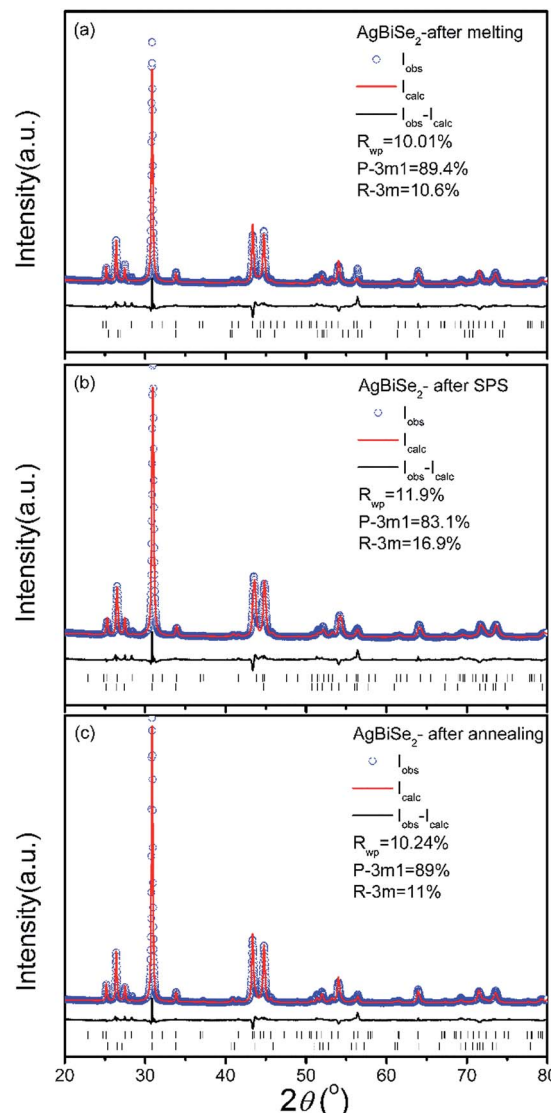 (a)
AgBiSe2-after melting
Iobs
Icalc
Iobs-Icalc
Rwp=10.01%
P-3m1=89.4%
R-3m=10.6%
Intensity(a.u.)
(b)
AgBiSe2- after SPS
Iobs
Icalc
Iobs-Icalc
Rwp=11.9%
P-3m1=83.1%
R-3m=16.9%
Intensity(a.u.)
(c)
AgBiSe2- after annealing
Iobs
Icalc
Iobs-Icalc
Rwp=10.24%
P-3m1=89%
R-3m=11%
Intensity(a.u.)
20 30 40 50 60 70 80
2θ(°)